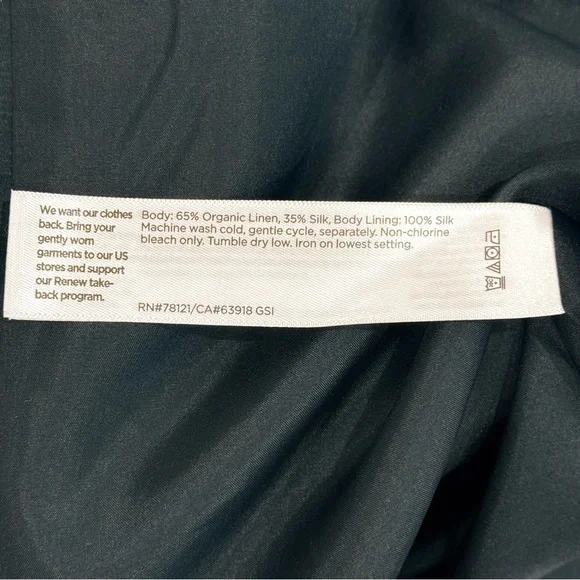 We want our clothes
back. Bring your
gently worn
garments to our US
stores and support
our Renew take-
back program.
Body: 65% Organic Linen, 35% Silk, Body Lining: 100% Silk
Machine wash cold, gentle cycle, separately. Non-chlorine
bleach only. Tumble dry low. Iron on lowest setting.
RN#78121/CA#63918 GSI